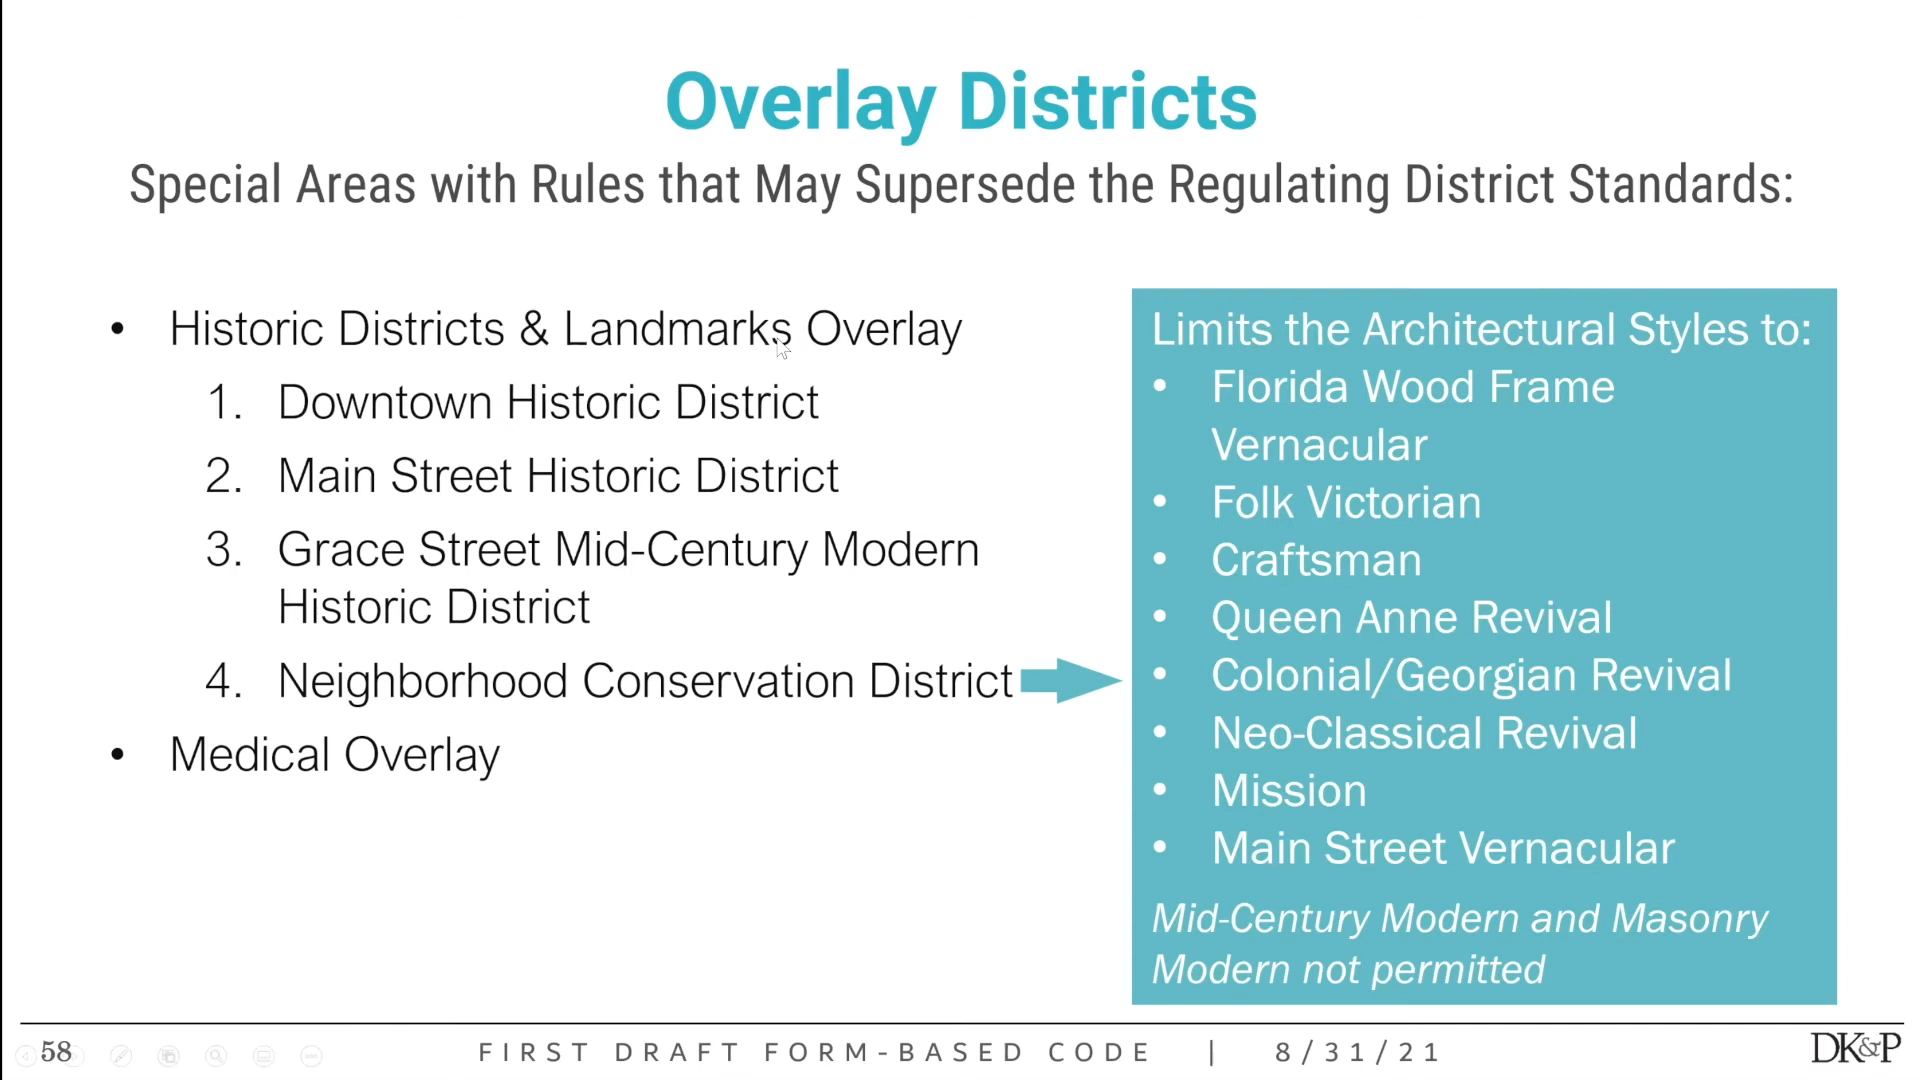 Overlay Districts
Special Areas with Rules that May Supersede the Regulating District Standards:
• Historic Districts & Landmarks Overlay
1. Downtown Historic District
2. Main Street Historic District
3. Grace Street Mid-Century Modern
Historic District
4. Neighborhood Conservation District
• Medical Overlay
Limits the Architectural Styles to:
• Florida Wood Frame
Vernacular
• Folk Victorian
• Craftsman
• Queen Anne Revival
• Colonial/Georgian Revival
• Neo-Classical Revival
• Mission
• Main Street Vernacular
Mid-Century Modern and Masonry
Modern not permitted
58
FIRST DRAFT FORM-BASED CODE | 8/31/21
DK&P